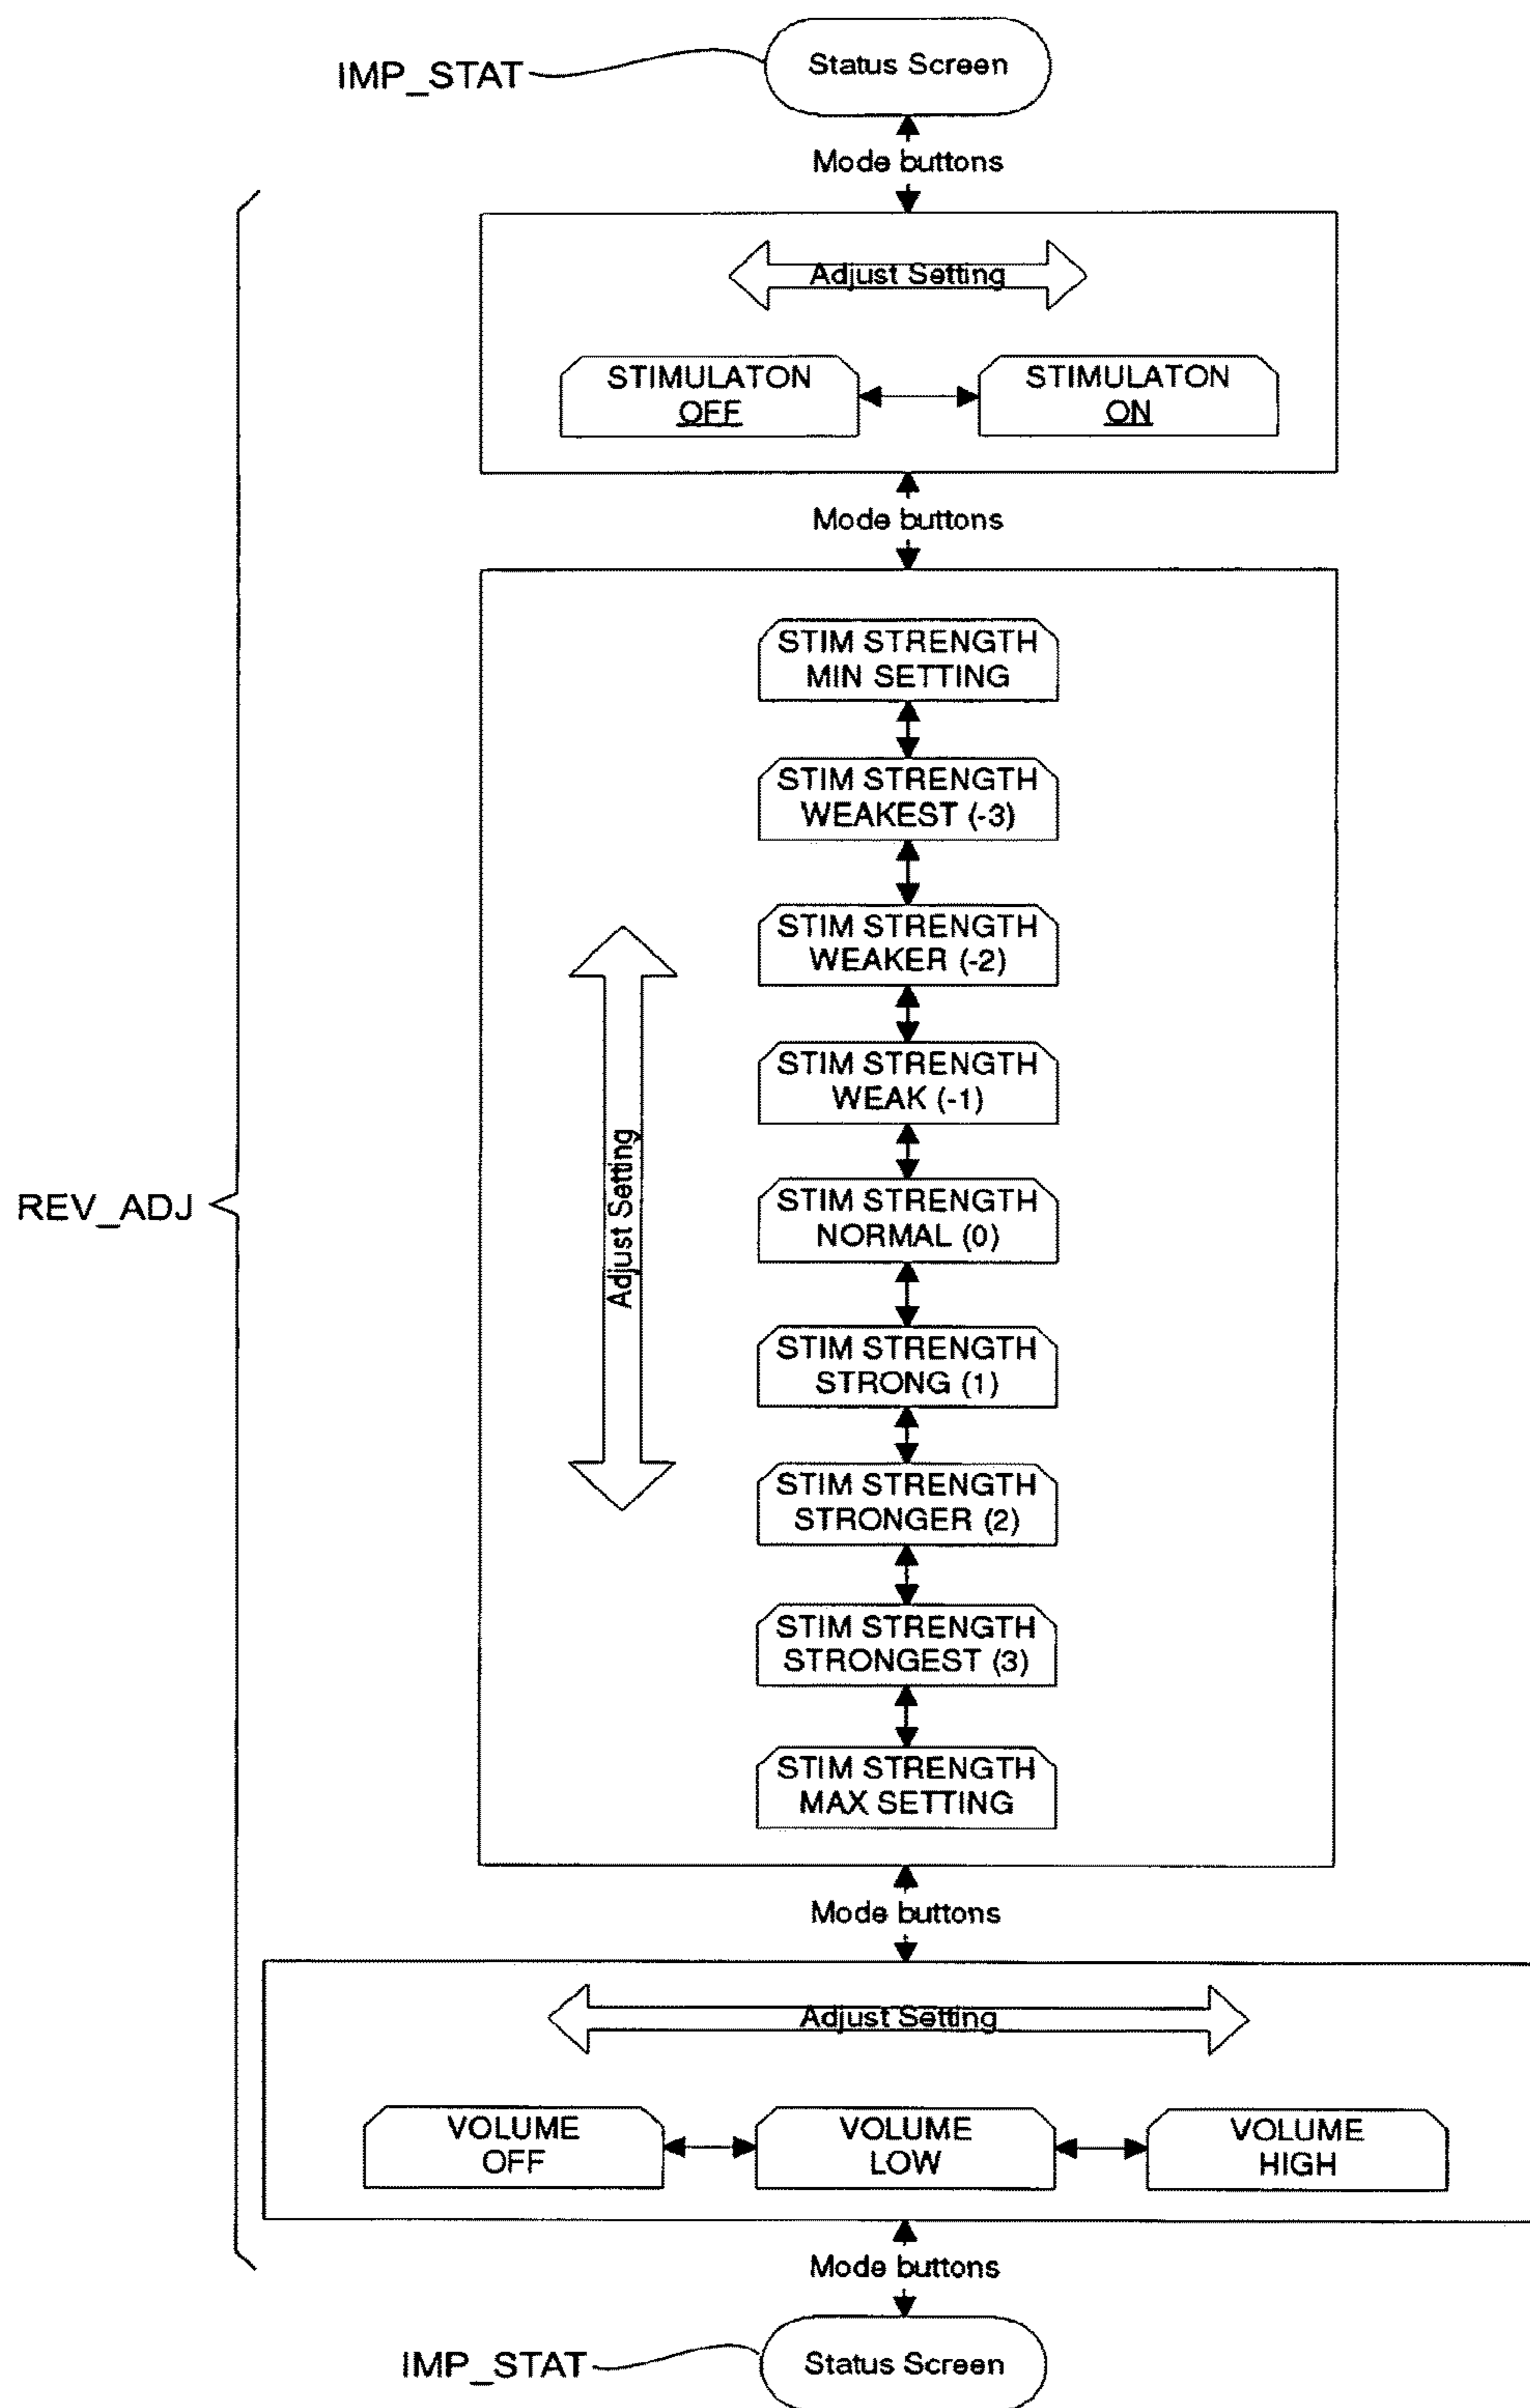 IMP_STAT
Status Screen
Mode buttons
Adjust Setting
STIMULATON
OFF
STIMULATON
ON
Mode buttons
STIM STRENGTH
MIN SETTING
STIM STRENGTH
WEAKEST (-3)
STIM STRENGTH
WEAKER (-2)
STIM STRENGTH
WEAK (-1)
Adjust Setting
REV_ADJ
STIM STRENGTH
NORMAL (0)
STIM STRENGTH
STRONG (1)
STIM STRENGTH
STRONGER (2)
STIM STRENGTH
STRONGEST (3)
STIM STRENGTH
MAX SETTING
Mode buttons
Adjust Setting
VOLUME
OFF
VOLUME
LOW
VOLUME
HIGH
Mode buttons
IMP_STAT
Status Screen